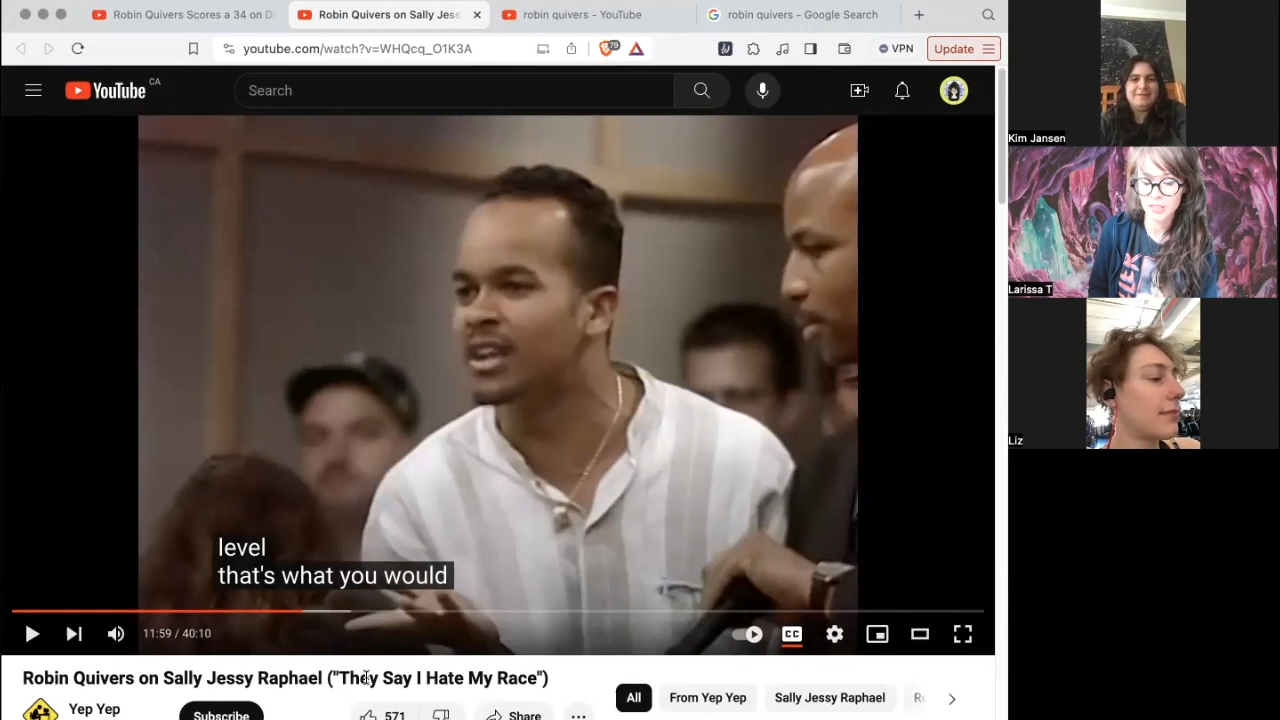 Robin Quivers Scores a 34 on D
Robin Quivers on Sally Jess
robin quivers - YouTube
robin quivers - Google Search
youtube.com/watch?v=WHQcq_O1K3A
79
VPN
Update
YouTube CA
Search
Kim Jansen
Larissa T
Liz
level
that's what you would
11:59 / 40:10
CC
Robin Quivers on Sally Jessy Raphael ("They Say I Hate My Race")
Yep Yep
Subscribe
571
Share
All
From Yep Yep
Sally Jessy Raphael